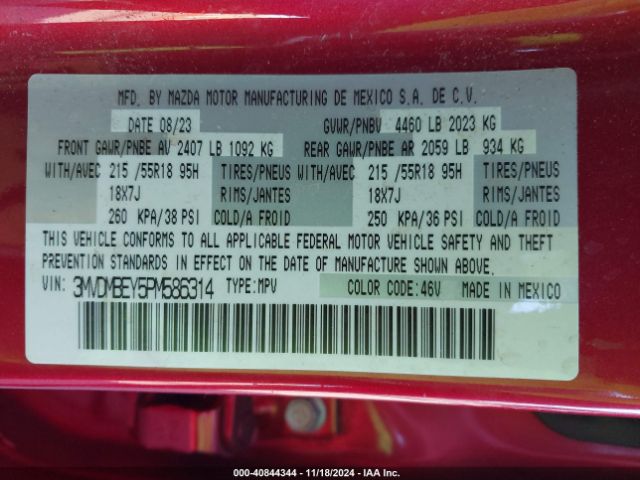 MFD. BY MAZDA MOTOR MANUFACTURING DE MEXICO S.A. DE C.V.
DATE 08/23 GVWR/PNBV 4460 LB 2023 KG
FRONT GAWR/PNBE AV 2407 LB 1092 KG REAR GAWR/PNBE AR 2059 LB 934 KG
WITH/AVEC 215 /55R18 95H TIRES/PNEUS WITH/AVEC 215 /55R18 95H TIRES/PNEUS
18X7J RIMS/JANTES 18X7J RIMS/JANTES
260 KPA/38 PSI COLD/A FROID 250 KPA/36 PSI COLD/A FROID
THIS VEHICLE CONFORMS TO ALL APPLICABLE FEDERAL MOTOR VEHICLE SAFETY AND THEFT
PREVENTION STANDARDS IN EFFECT ON THE DATE OF MANUFACTURE SHOWN ABOVE.
VIN: 3MVDMBEY5PM586314 TYPE:MPV COLOR CODE:46V MADE IN MEXICO
000-40844344 - 11/18/2024 - IAA Inc.